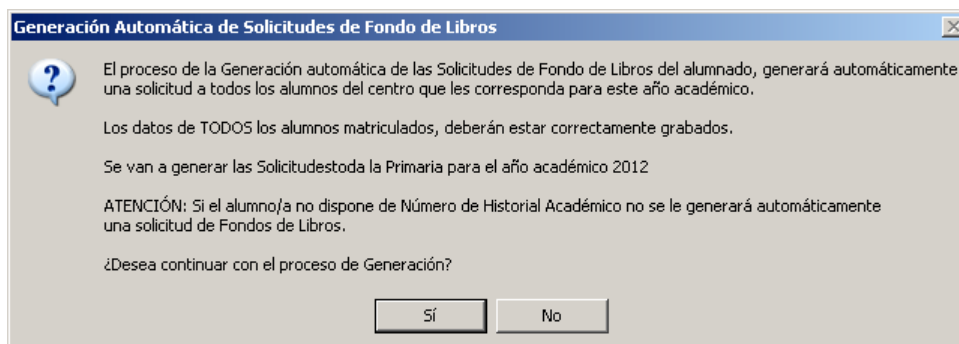 Generación Automática de Solicitudes de Fondo de Libros
El proceso de la Generación automática de las Solicitudes de Fondo de Libros del alumnado, generará automáticamente
una solicitud a todos los alumnos del centro que les corresponda para este año académico.
Los datos de TODOS los alumnos matriculados, deberán estar correctamente grabados.
Se van a generar las Solicitudestoda la Primaria para el año académico 2012
ATENCIÓN: Si el alumno/a no dispone de Número de Historial Académico no se le generará automáticamente
una solicitud de Fondos de Libros.
¿Desea continuar con el proceso de Generación?
Sí No